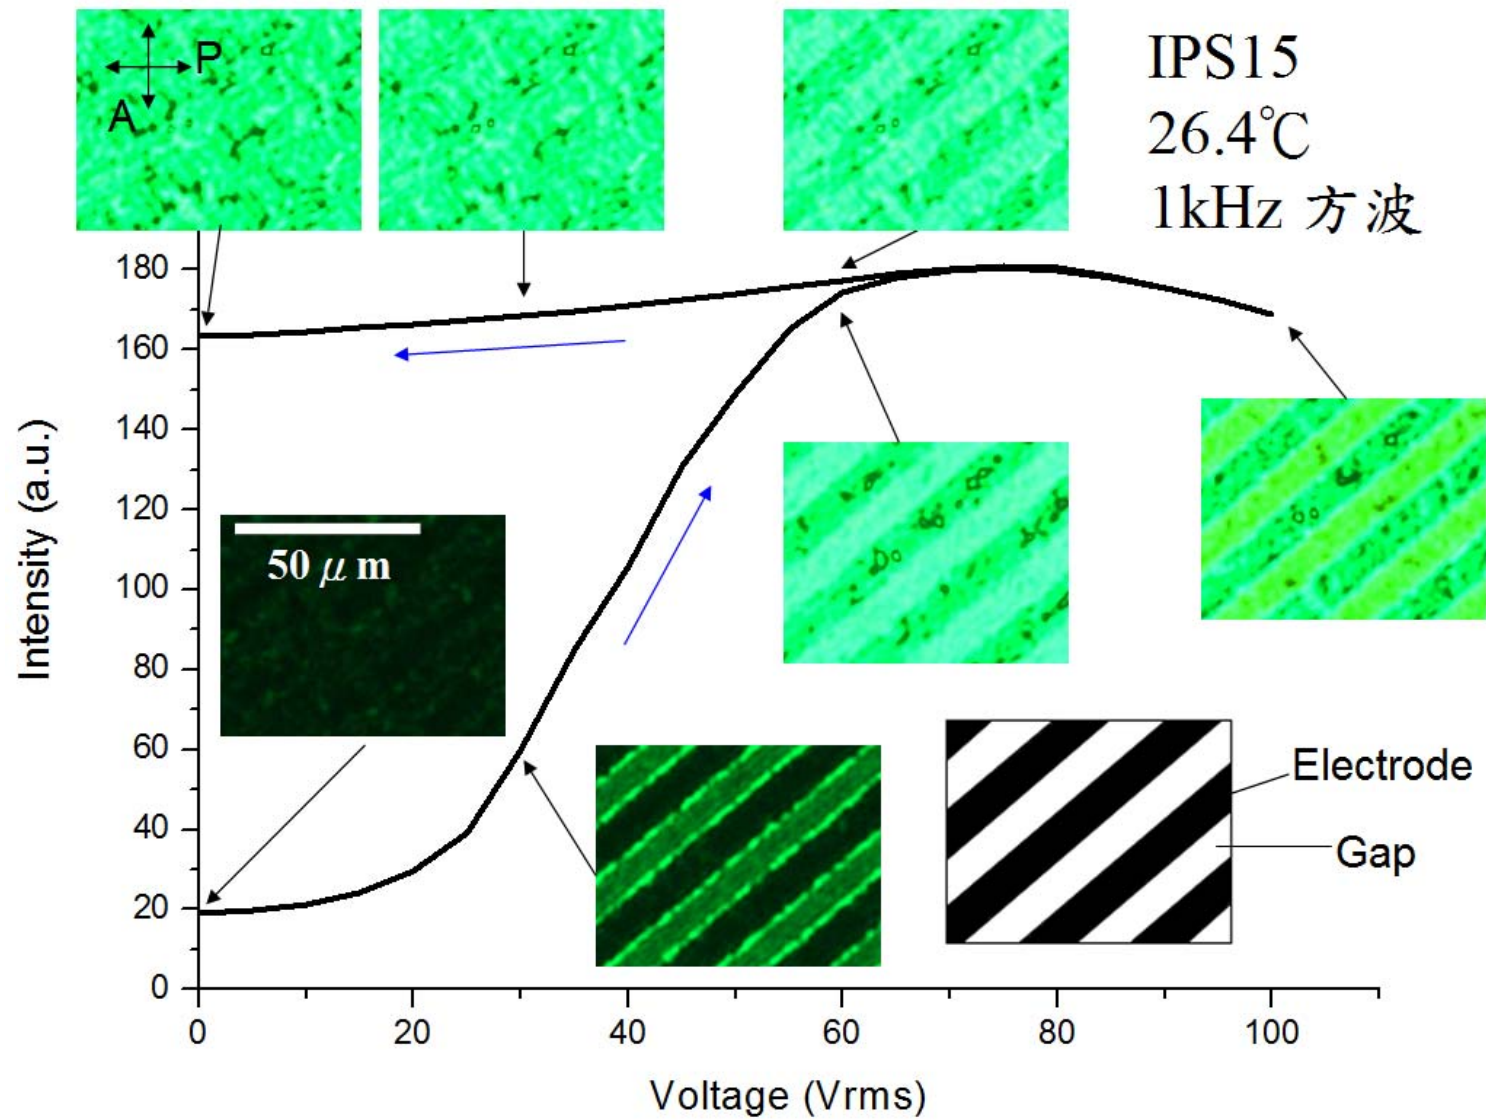 P
A
IPS15
26.4℃
1kHz 方波
180
160
140
120
100
80
60
40
20
0
Intensity (a.u.)
50 μ m
Electrode
Gap
0 20 40 60 80 100
Voltage (Vrms)